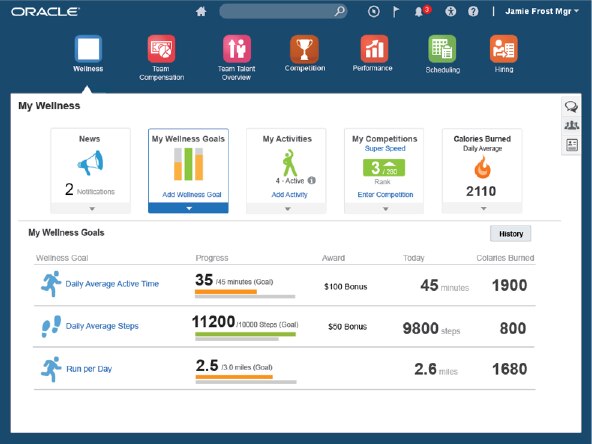 ORACLE
3
Jamie Frost Mgr
Wellness
Team Compensation
Team Talent Overview
Competition
Performance
Scheduling
Hiring
My Wellness
News
2 Notifications
My Wellness Goals
Add Wellness Goal
My Activities
4 - Active
Add Activity
My Competitions
Super Speed
3 / 280
Rank
Enter Competition
Calories Burned
Daily Average
2110
My Wellness Goals
History
Wellness Goal Progress Award Today Calories Burned
Daily Average Active Time 35 /45 minutes (Goal) $100 Bonus 45 minutes 1900
Daily Average Steps 11200 /10000 Steps (Goal) $50 Bonus 9800 steps 800
Run per Day 2.5 /3.0 miles (Goal) 2.6 miles 1680